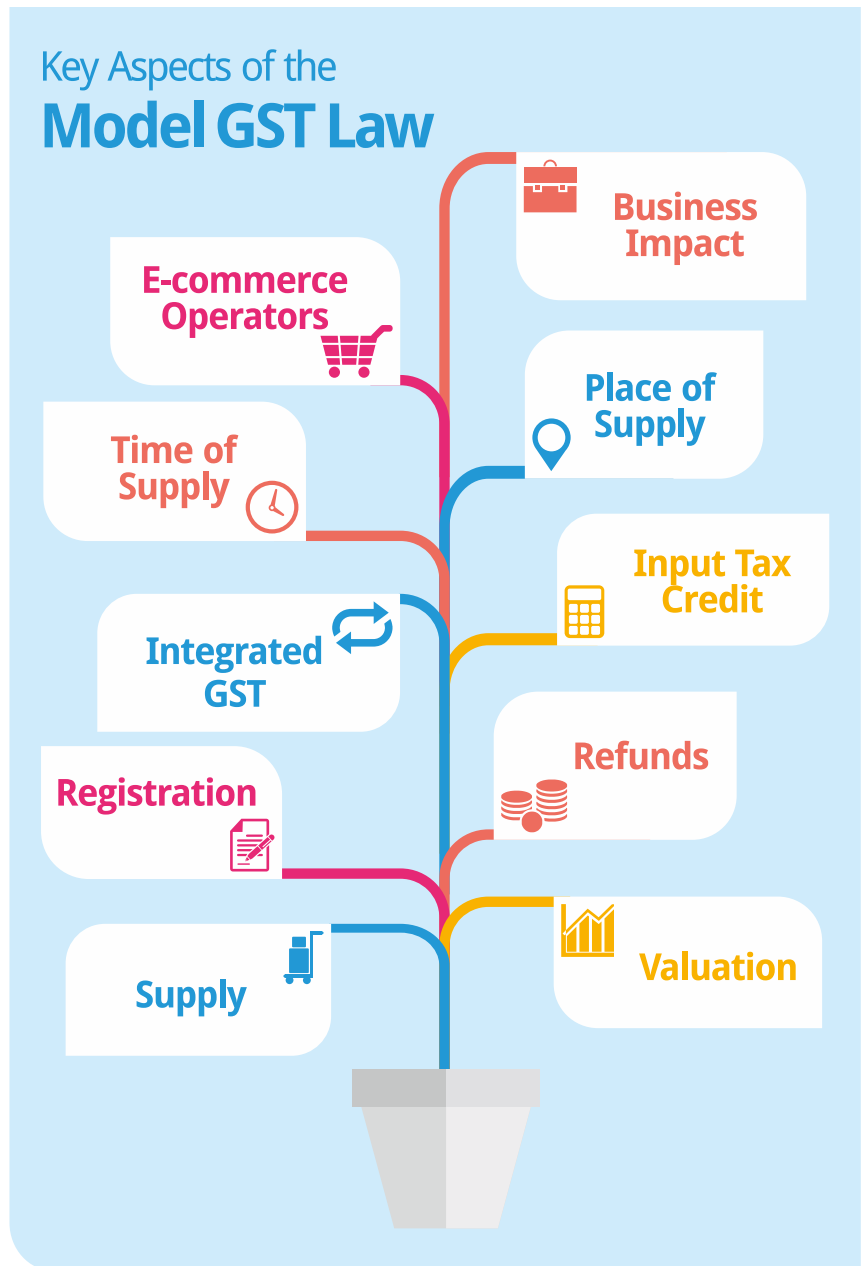 Key Aspects of the
Model GST Law
Business
Impact
E-commerce
Operators
Place of
Supply
Time of
Supply
Input Tax
Credit
Integrated
GST
Refunds
Registration
Valuation
Supply